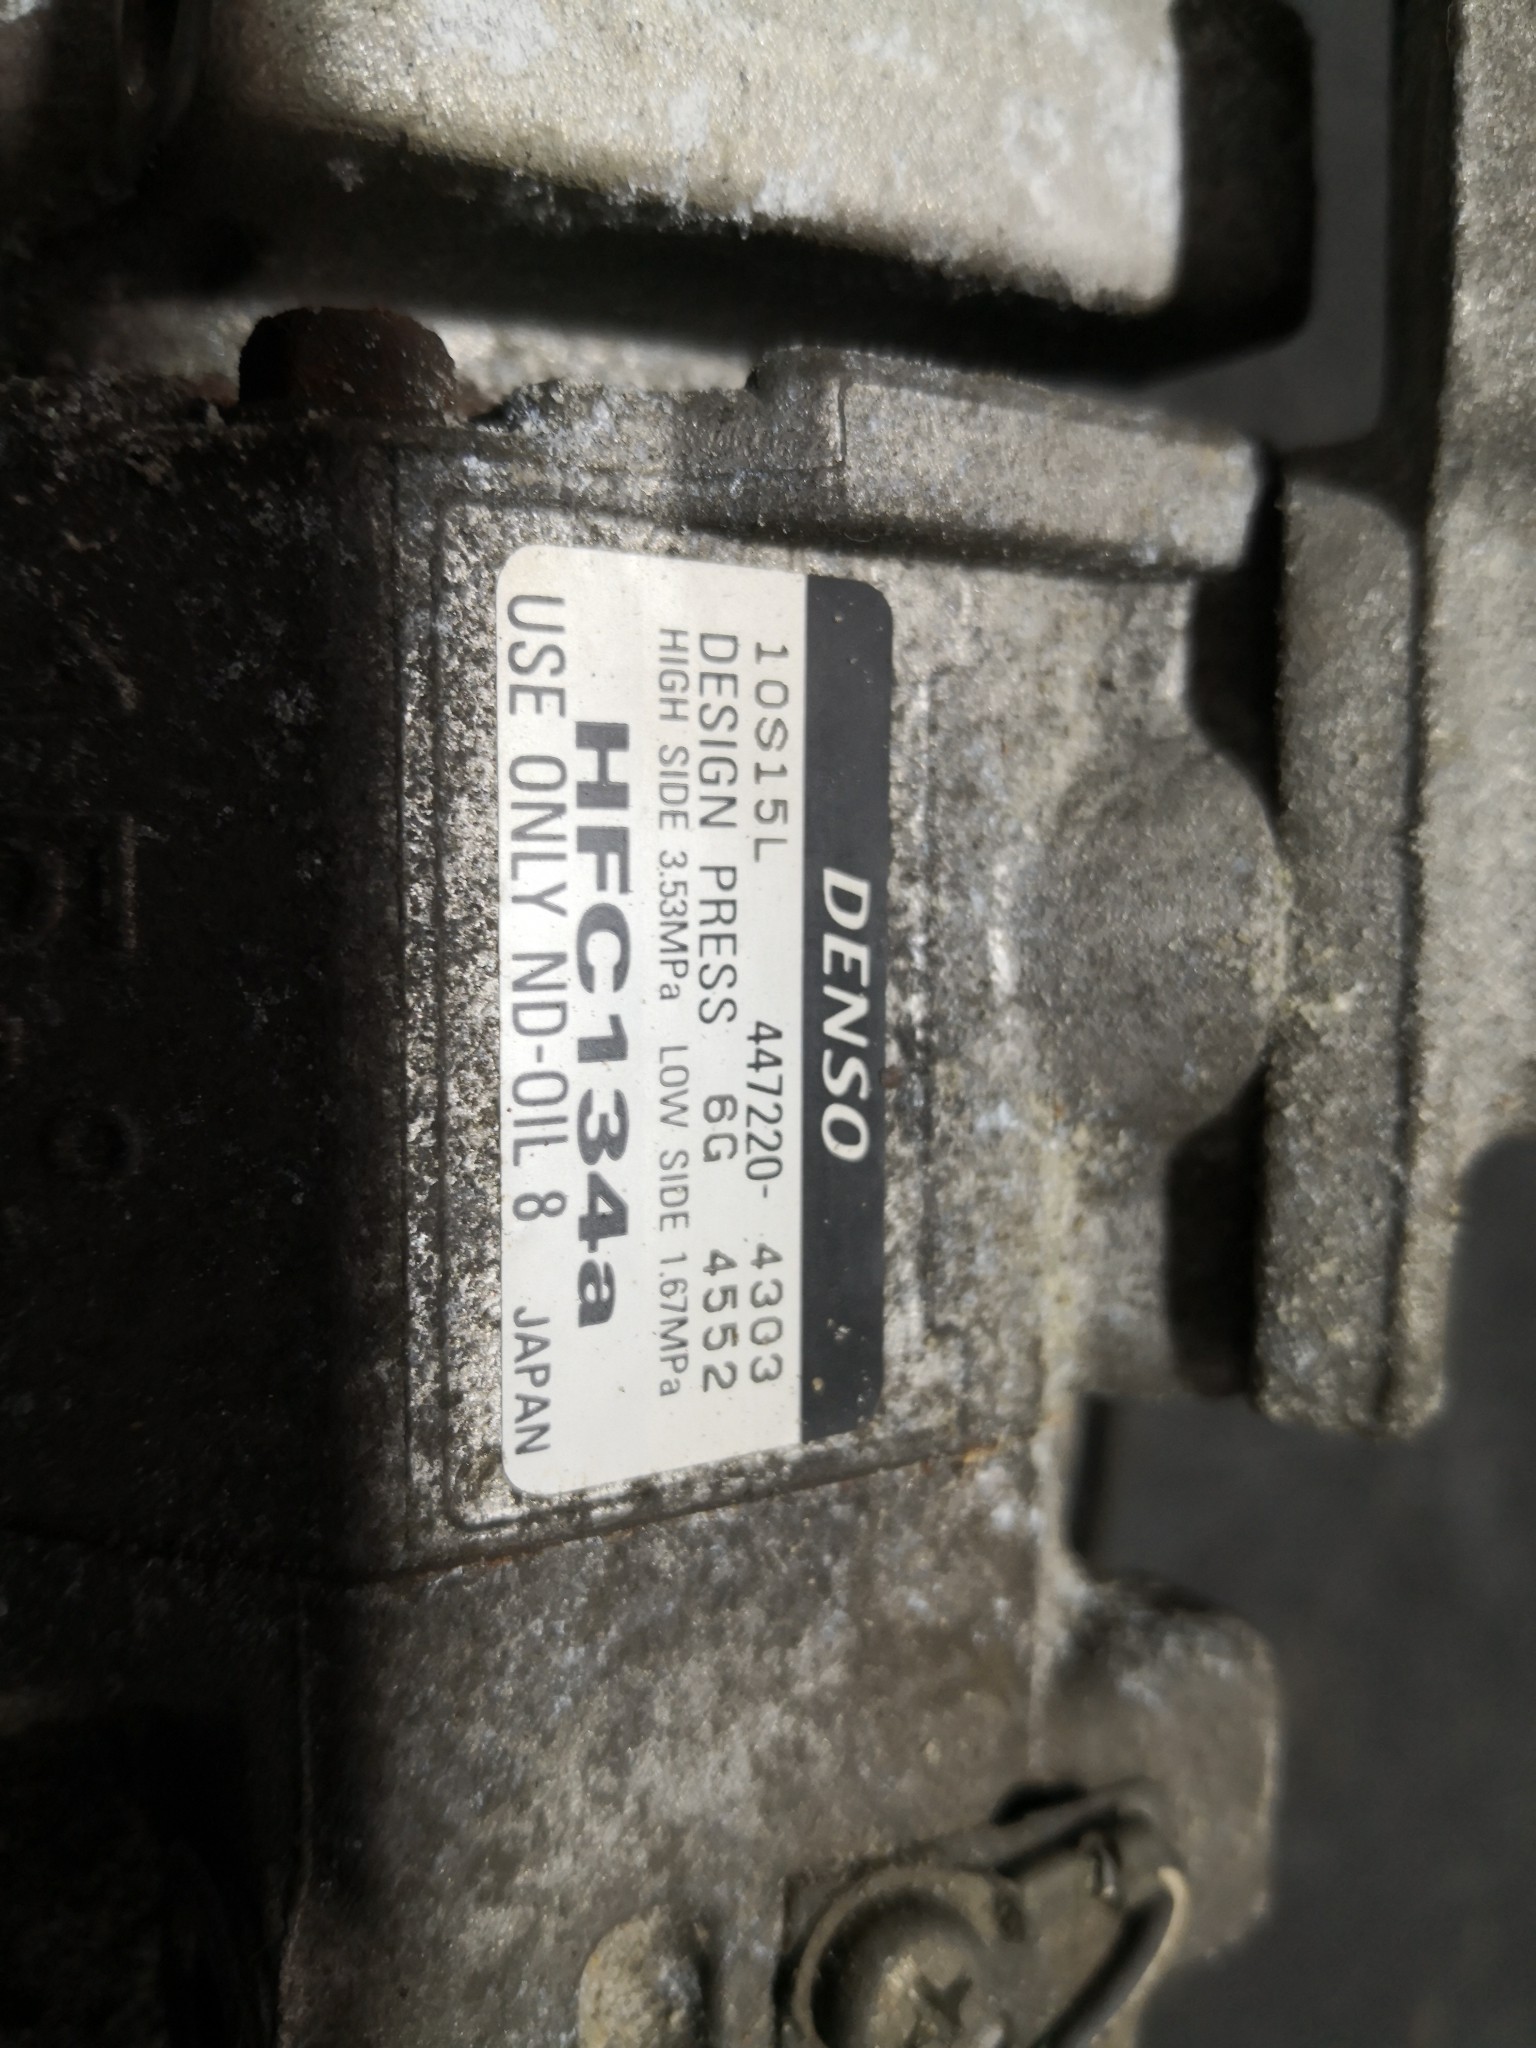 DENSO
10S15L 447220- 4303
DESIGN PRESS 6G 4552
HIGH SIDE 3.53MPa LOW SIDE 1.67MPa
HFC134a
USE ONLY ND-OIL 8 JAPAN